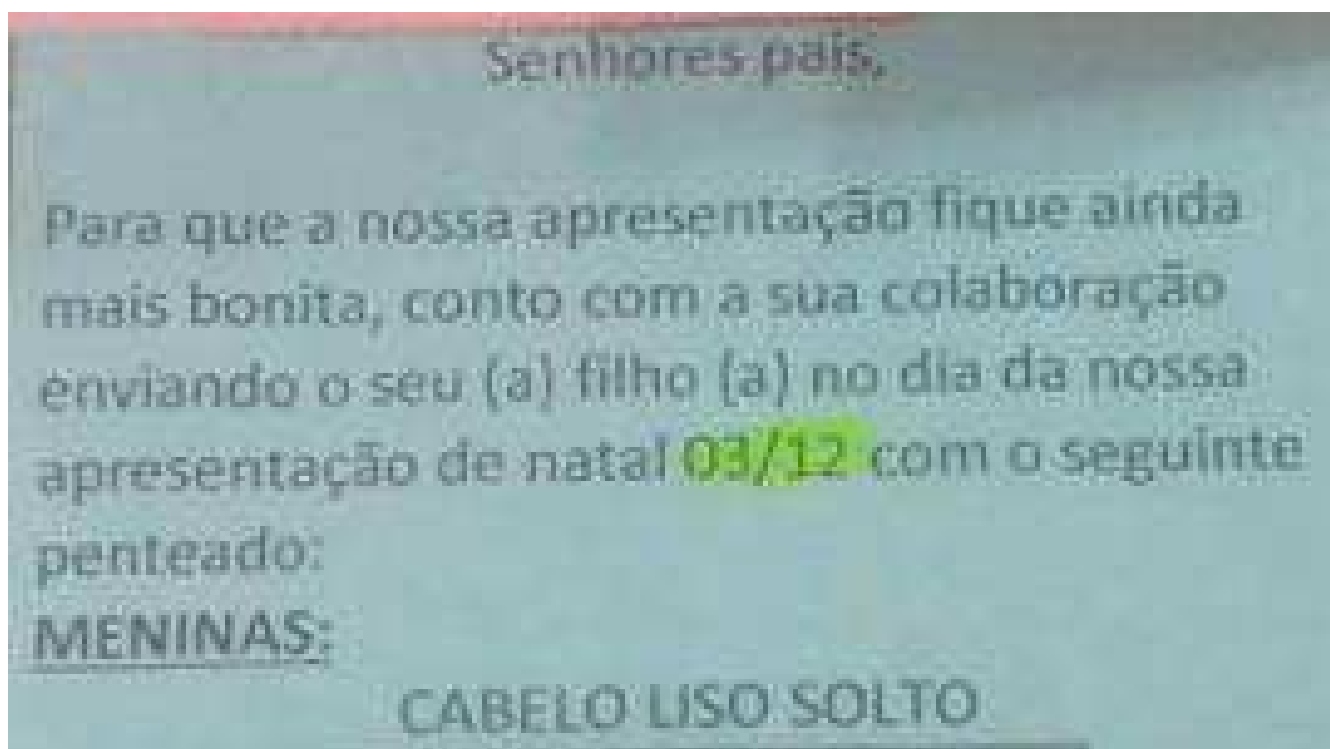 Senhores pais,
Para que a nossa apresentação fique ainda
mais bonita, conto com a sua colaboração
enviando o seu (a) filho (a) no dia da nossa
apresentação de natal 03/12 com o seguinte
penteado:
MENINAS:
CABELO LISO SOLTO